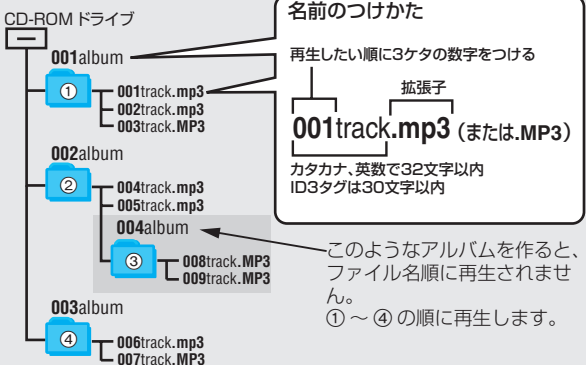 CD-ROM ドライブ
001album
①
001track.mp3
002track.mp3
003track.MP3
002album
②
004track.mp3
005track.mp3
004album
③
008track.MP3
009track.MP3
003album
④
006track.mp3
007track.MP3
名前のつけかた
再生したい順に3ケタの数字をつける
拡張子
001track.mp3 (または.MP3)
カタカナ、英数で32文字以内
ID3タグは30文字以内
このようなアルバムを作ると、
ファイル名順に再生されませ
ん。
① ～ ④ の順に再生します。